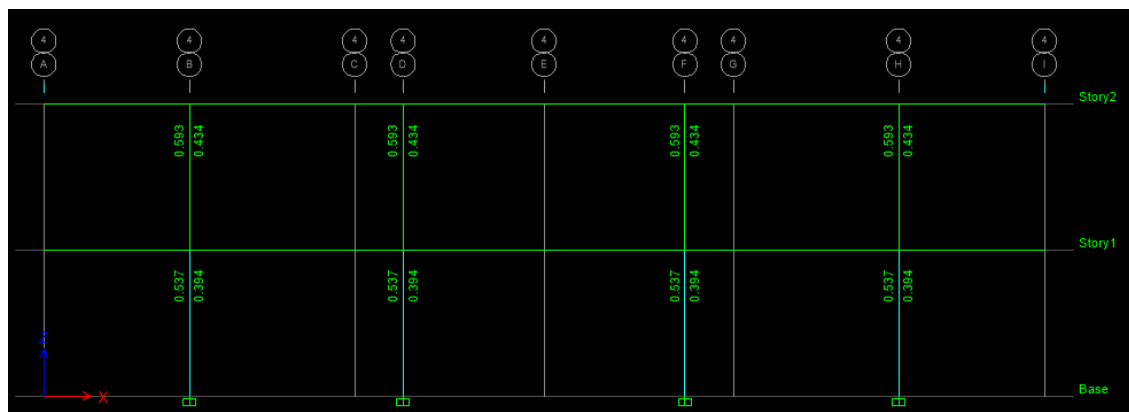 4 4 4 4 4 4 4 4 4
A B C D E F G H I
Story2
0.593 0.434 0.593 0.434 0.593 0.434 0.593 0.434
Story1
0.537 0.394 0.537 0.394 0.537 0.394 0.537 0.394
Z
X
Base